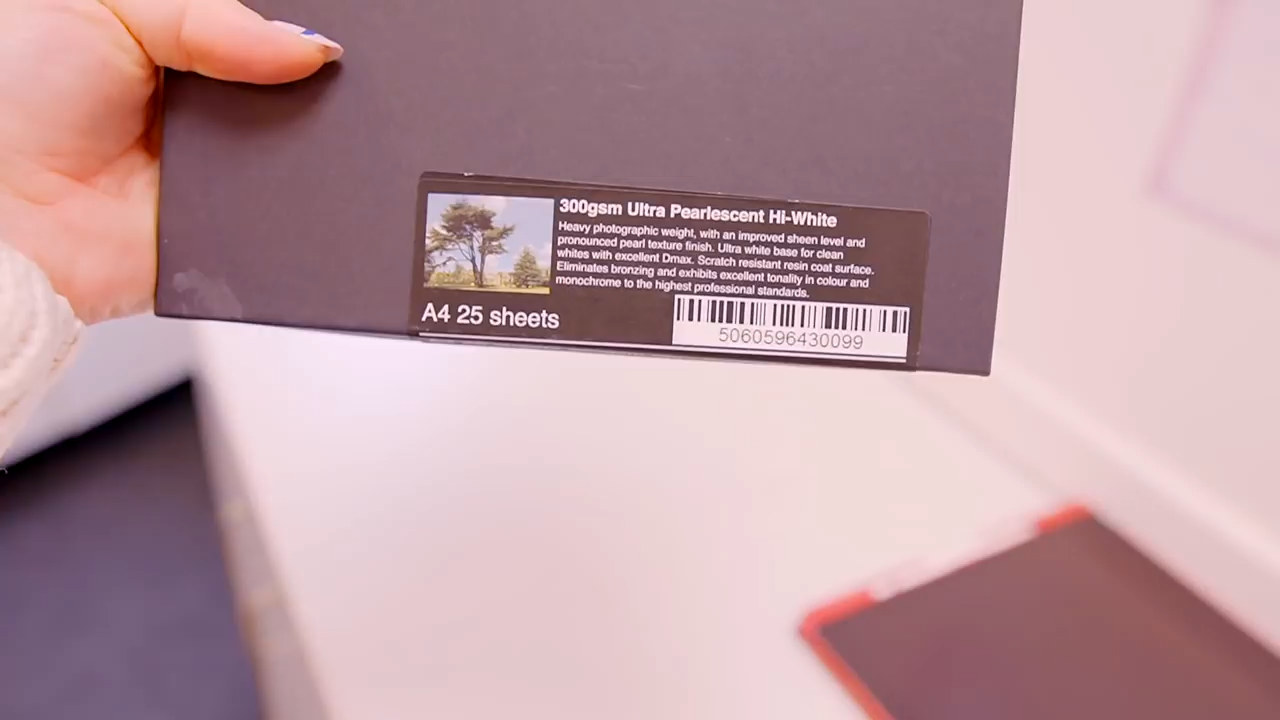 300gsm Ultra Pearlescent Hi-White
Heavy photographic weight, with an improved sheen level and
pronounced pearl texture finish. Ultra white base for clean
whites with excellent Dmax. Scratch resistant resin coat surface.
Eliminates bronzing and exhibits excellent tonality in colour and
monochrome to the highest professional standards.
A4 25 sheets
5060596430099